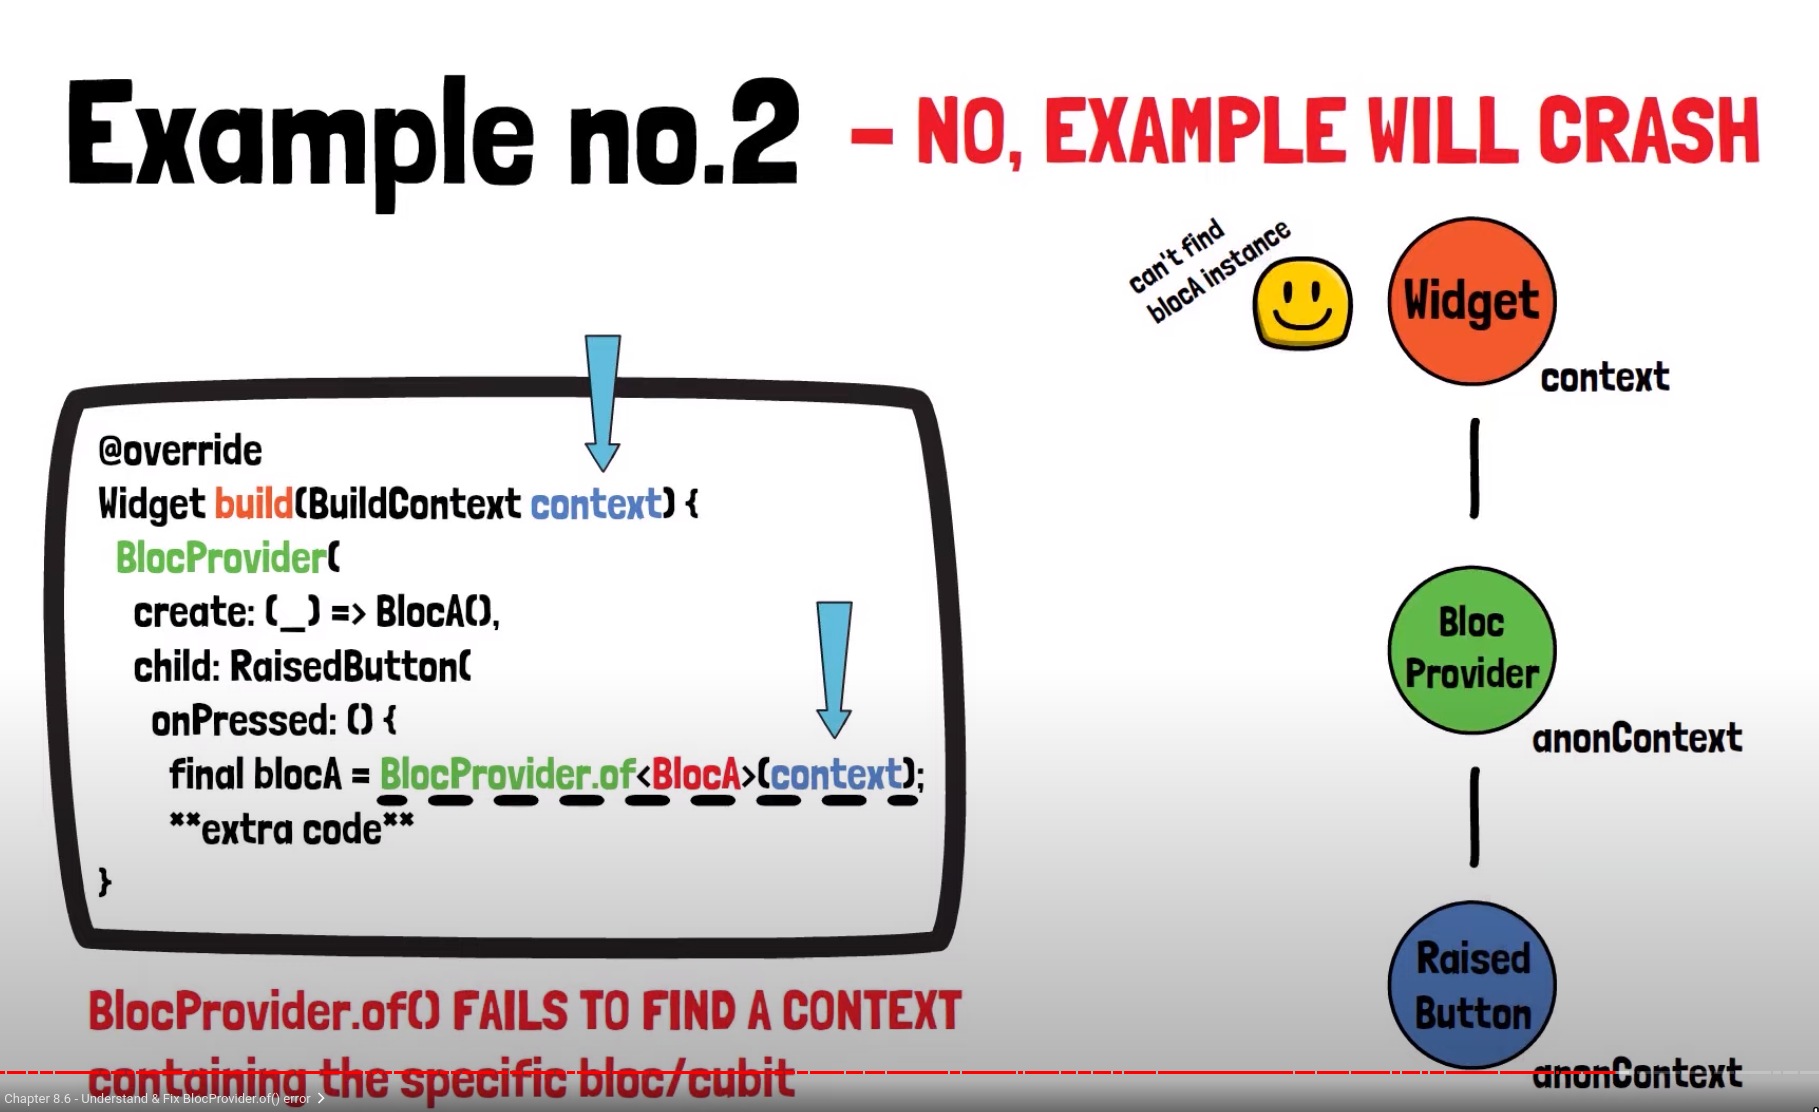 Example no.2 – NO, EXAMPLE WILL CRASH
can't find
blocA instance
Widget
context
@override
Widget build(BuildContext context) {
BlocProvider(
create: (_) => BlocA(),
child: RaisedButton(
onPressed: () {
final blocA = BlocProvider.of<BlocA>(context);
**extra code**
}
Bloc
Provider
anonContext
Raised
Button
anonContext
BlocProvider.of() FAILS TO FIND A CONTEXT
containing the specific bloc/cubit
Chapter 8.6 - Understand & Fix BlocProvider.of() error